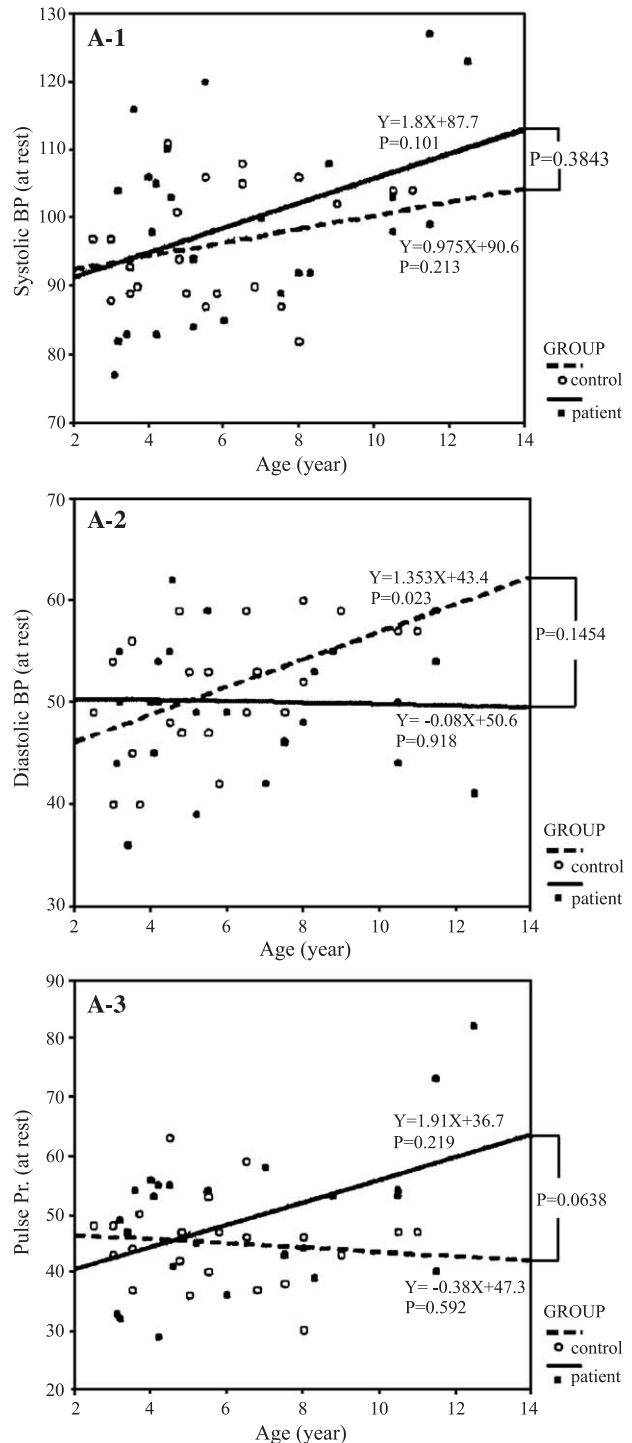 A-1
130
120
110
100
90
80
70
Systolic BP (at rest)
Y=1.8X+87.7
P=0.101
P=0.3843
Y=0.975X+90.6
P=0.213
GROUP
control
patient
2 4 6 8 10 12 14
Age (year)
A-2
70
60
50
40
30
Diastolic BP (at rest)
Y=1.353X+43.4
P=0.023
P=0.1454
Y= -0.08X+50.6
P=0.918
GROUP
control
patient
2 4 6 8 10 12 14
Age (year)
A-3
90
80
70
60
50
40
30
20
Pulse Pr. (at rest)
Y=1.91X+36.7
P=0.219
P=0.0638
Y= -0.38X+47.3
P=0.592
GROUP
control
patient
2 4 6 8 10 12 14
Age (year)